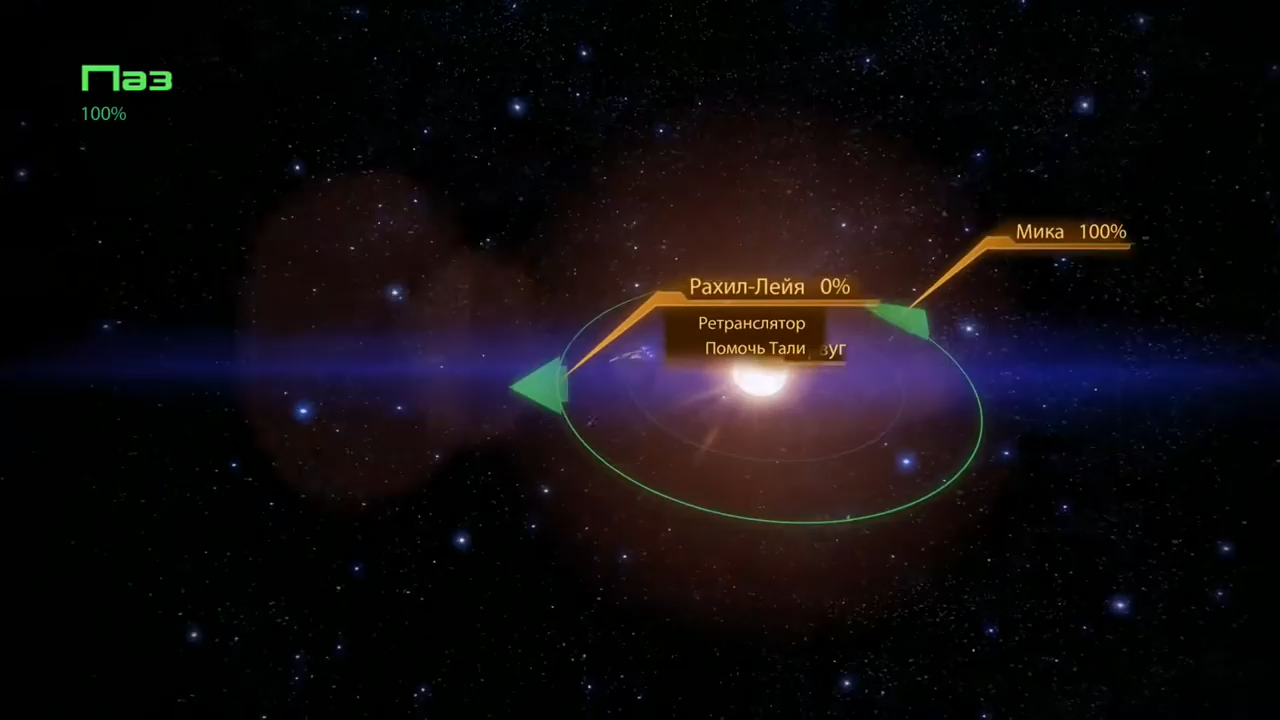 Паз
100%
Мика 100%
Рахил-Лейя 0%
Ретранслятор
Помочь Тали